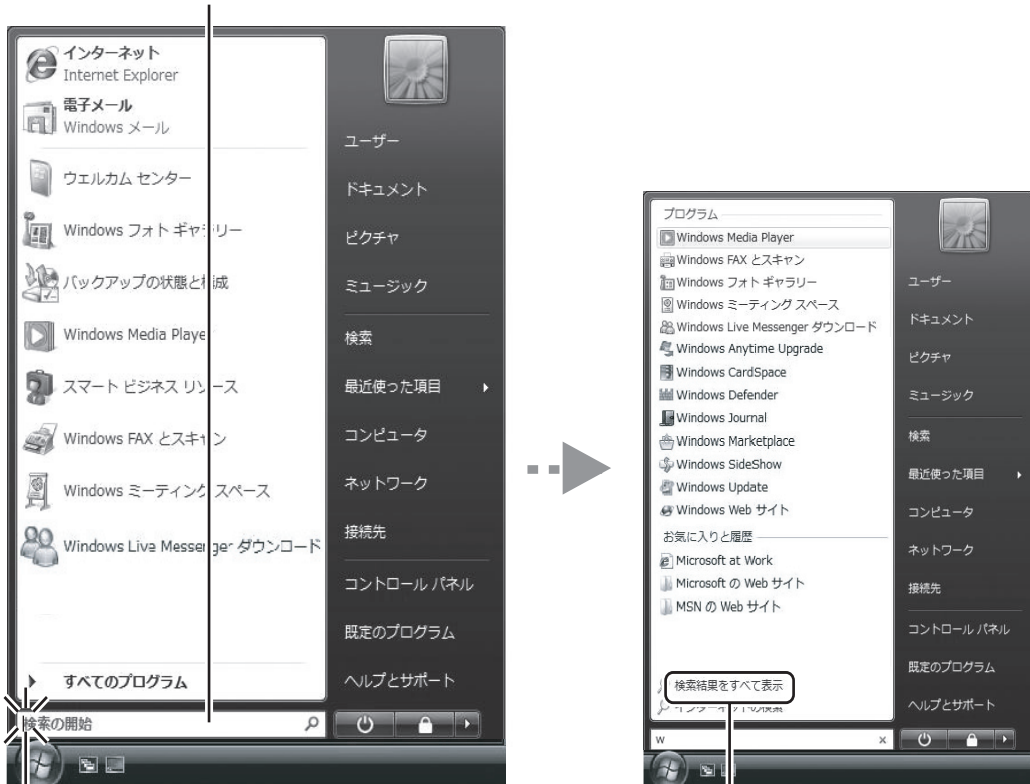 インターネット
Internet Explorer
電子メール
Windows メール
ウェルカム センター
Windows フォト ギャラリー
バックアップの状態と構成
Windows Media Player
スマート ビジネス リソース
Windows FAX とスキャン
Windows ミーティング スペース
Windows Live Messenger ダウンロード
すべてのプログラム
検索の開始
ユーザー
ドキュメント
ピクチャ
ミュージック
検索
最近使った項目
コンピュータ
ネットワーク
接続先
コントロール パネル
既定のプログラム
ヘルプとサポート
プログラム
Windows Media Player
Windows FAX とスキャン
Windows フォト ギャラリー
Windows ミーティング スペース
Windows Live Messenger ダウンロード
Windows Anytime Upgrade
Windows CardSpace
Windows Defender
Windows Journal
Windows Marketplace
Windows SideShow
Windows Update
Windows Web サイト
お気に入りと履歴
Microsoft at Work
Microsoft の Web サイト
MSN の Web サイト
検索結果をすべて表示
インターネットの検索
w
ユーザー
ドキュメント
ピクチャ
ミュージック
検索
最近使った項目
コンピュータ
ネットワーク
接続先
コントロール パネル
既定のプログラム
ヘルプとサポート